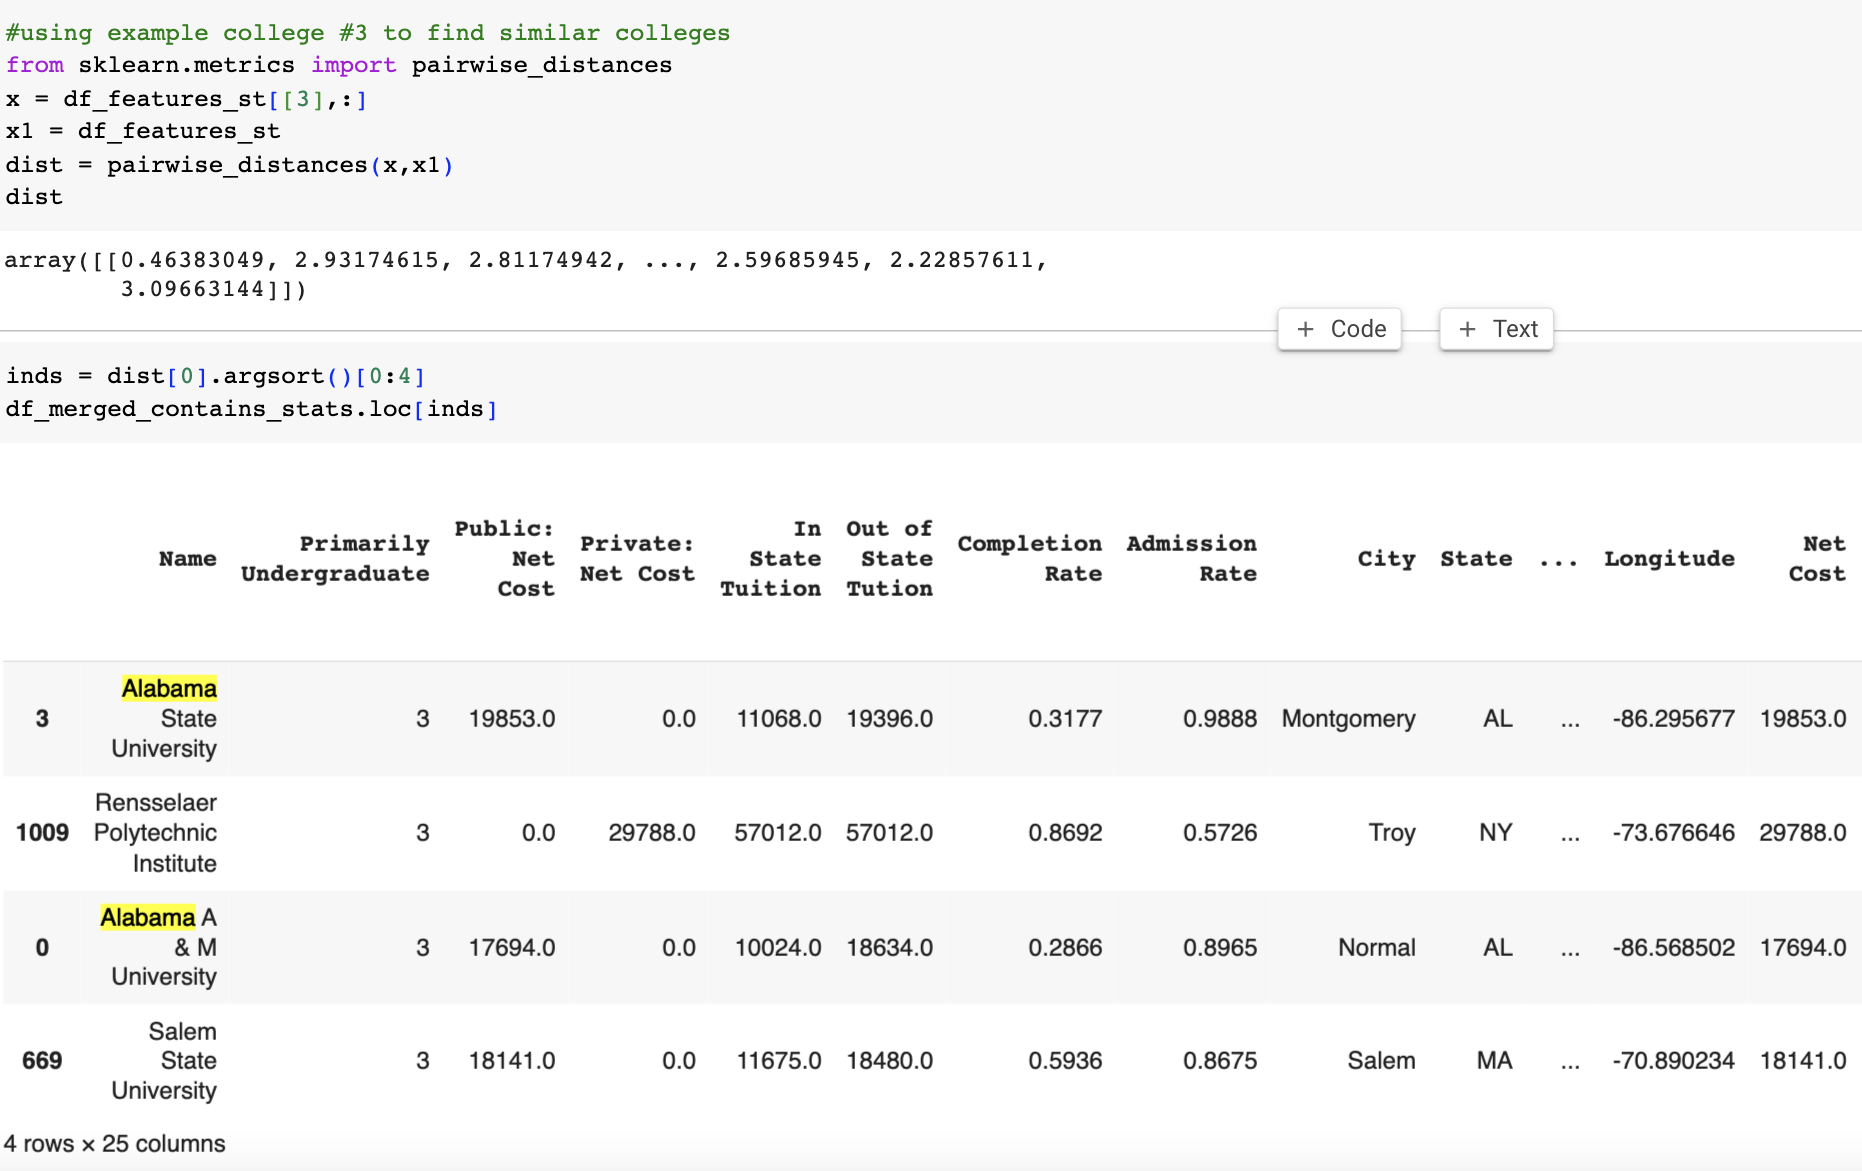 #using example college #3 to find similar colleges
from sklearn.metrics import pairwise_distances
x = df_features_st[[3],:]
x1 = df_features_st
dist = pairwise_distances(x,x1)
dist
array([[0.46383049, 2.93174615, 2.81174942, ..., 2.59685945, 2.22857611,
3.09663144]])
+ Code + Text
inds = dist[0].argsort()[0:4]
df_merged_contains_stats.loc[inds]
Name Primarily Undergraduate Public: Net Cost Private: Net Cost In State Tuition Out of State Tution Completion Rate Admission Rate City State ... Longitude Net Cost
3 Alabama State University 3 19853.0 0.0 11068.0 19396.0 0.3177 0.9888 Montgomery AL ... -86.295677 19853.0
1009 Rensselaer Polytechnic Institute 3 0.0 29788.0 57012.0 57012.0 0.8692 0.5726 Troy NY ... -73.676646 29788.0
0 Alabama A & M University 3 17694.0 0.0 10024.0 18634.0 0.2866 0.8965 Normal AL ... -86.568502 17694.0
669 Salem State University 3 18141.0 0.0 11675.0 18480.0 0.5936 0.8675 Salem MA ... -70.890234 18141.0
4 rows × 25 columns